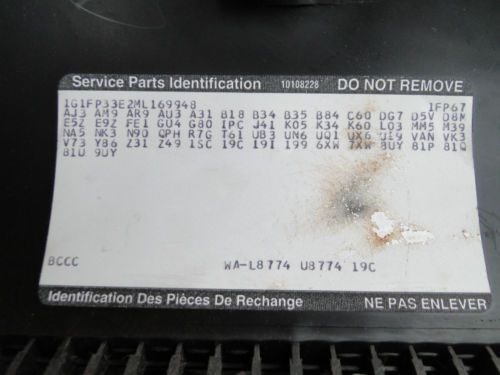 Service Parts Identification 10108228 DO NOT REMOVE
1G1FP33E2ML169948 1FP67
AJ3 AM9 AR9 AU3 A31 B18 B34 B35 B84 C60 DG7 D5V D8M
E5Z E9Z FE1 GU4 G80 IPC J41 K05 K34 K60 L03 MM5 M39
NA5 NK3 N90 QPH R7G T61 UB3 UN6 UQ1 UX6 U19 VAN VK3
V73 Y86 Z31 Z49 1SC 19C 19I 199 6XW 7XW 8UY 81P 81Q
81U 9UY
BCCC WA-L8774 U8774 19C
Identification Des Pièces De Rechange NE PAS ENLEVER